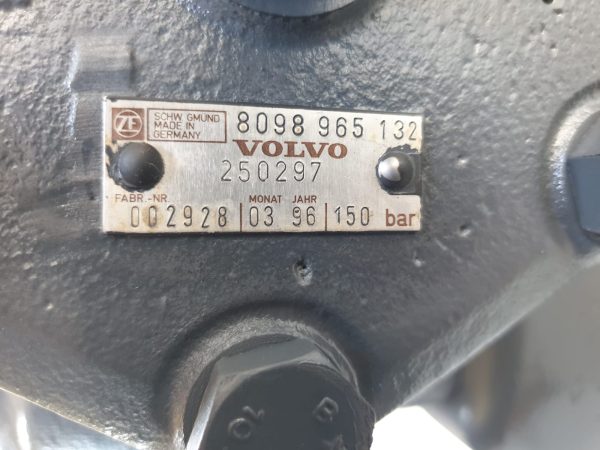 ZF
SCHW. GMUND
MADE IN
GERMANY
8098 965 132
VOLVO
250297
FABR.-NR. MONAT JAHR
002928 03 96 150 bar
10
B